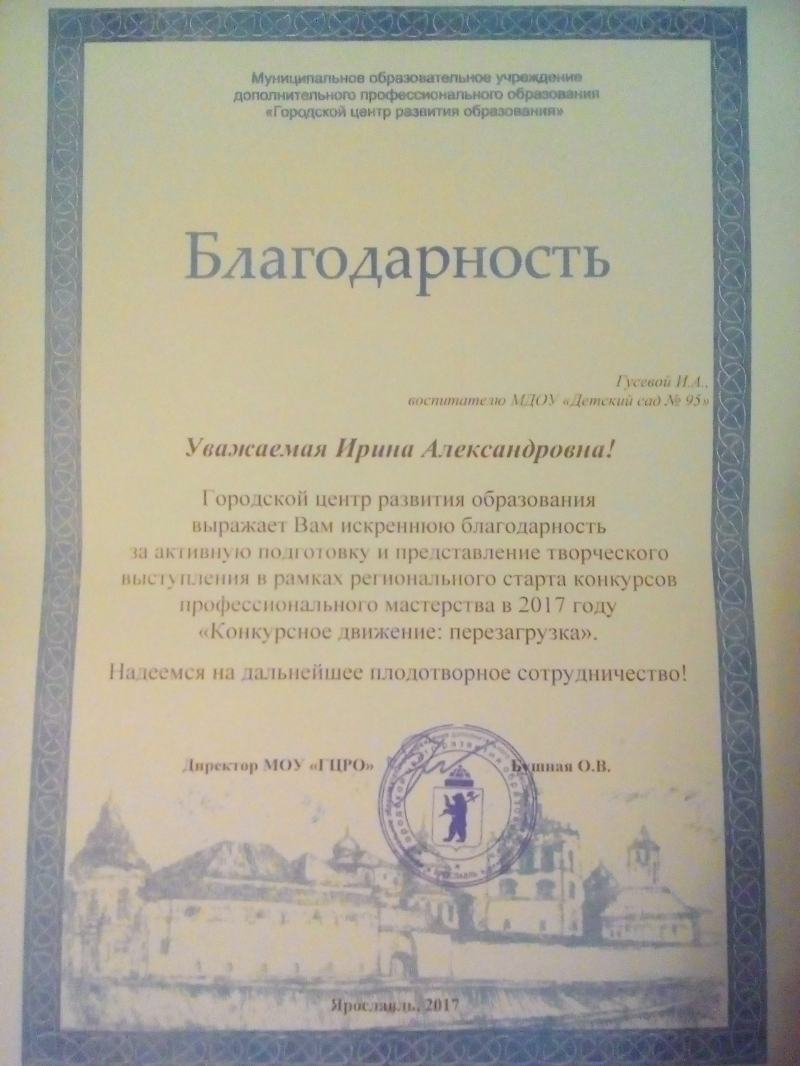 Муниципальное образовательное учреждение
дополнительного профессионального образования
«Городской центр развития образования»
Благодарность
Гусевой И.А.,
воспитателю МДОУ «Детский сад № 95»
Уважаемая Ирина Александровна!
Городской центр развития образования
выражает Вам искреннюю благодарность
за активную подготовку и представление творческого
выступления в рамках регионального старта конкурсов
профессионального мастерства в 2017 году
«Конкурсное движение: перезагрузка».
Надеемся на дальнейшее плодотворное сотрудничество!
Директор МОУ «ГЦРО» Бушная О.В.
Ярославль, 2017